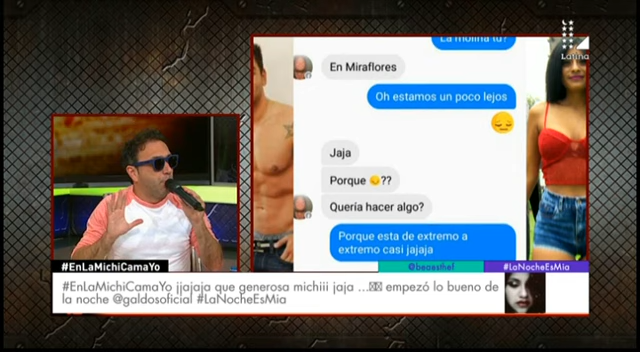 La molina tu?
Latina
En Miraflores
Oh estamos un poco lejos
Jaja
Porque 😔??
Quería hacer algo?
Porque esta de extremo a
extremo casi jajaja
#EnLaMichiCamaYo
#LaNocheEsMia
#EnLaMichiCamaYo jjajaja que generosa michiii jaja ... empezó lo bueno de
la noche @galdosoficial #LaNocheEsMia